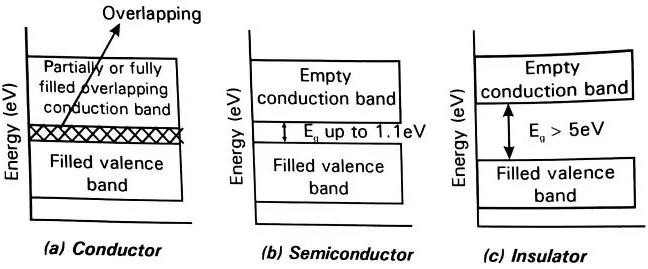 Overlapping
Energy (eV)
Partially or fully
filled overlapping
conduction band
Filled valence
band
(a) Conductor
Energy (eV)
Empty
conduction band
Eg up to 1.1eV
Filled valence
band
(b) Semiconductor
Energy (eV)
Empty
conduction band
Eg > 5eV
Filled valence
band
(c) Insulator